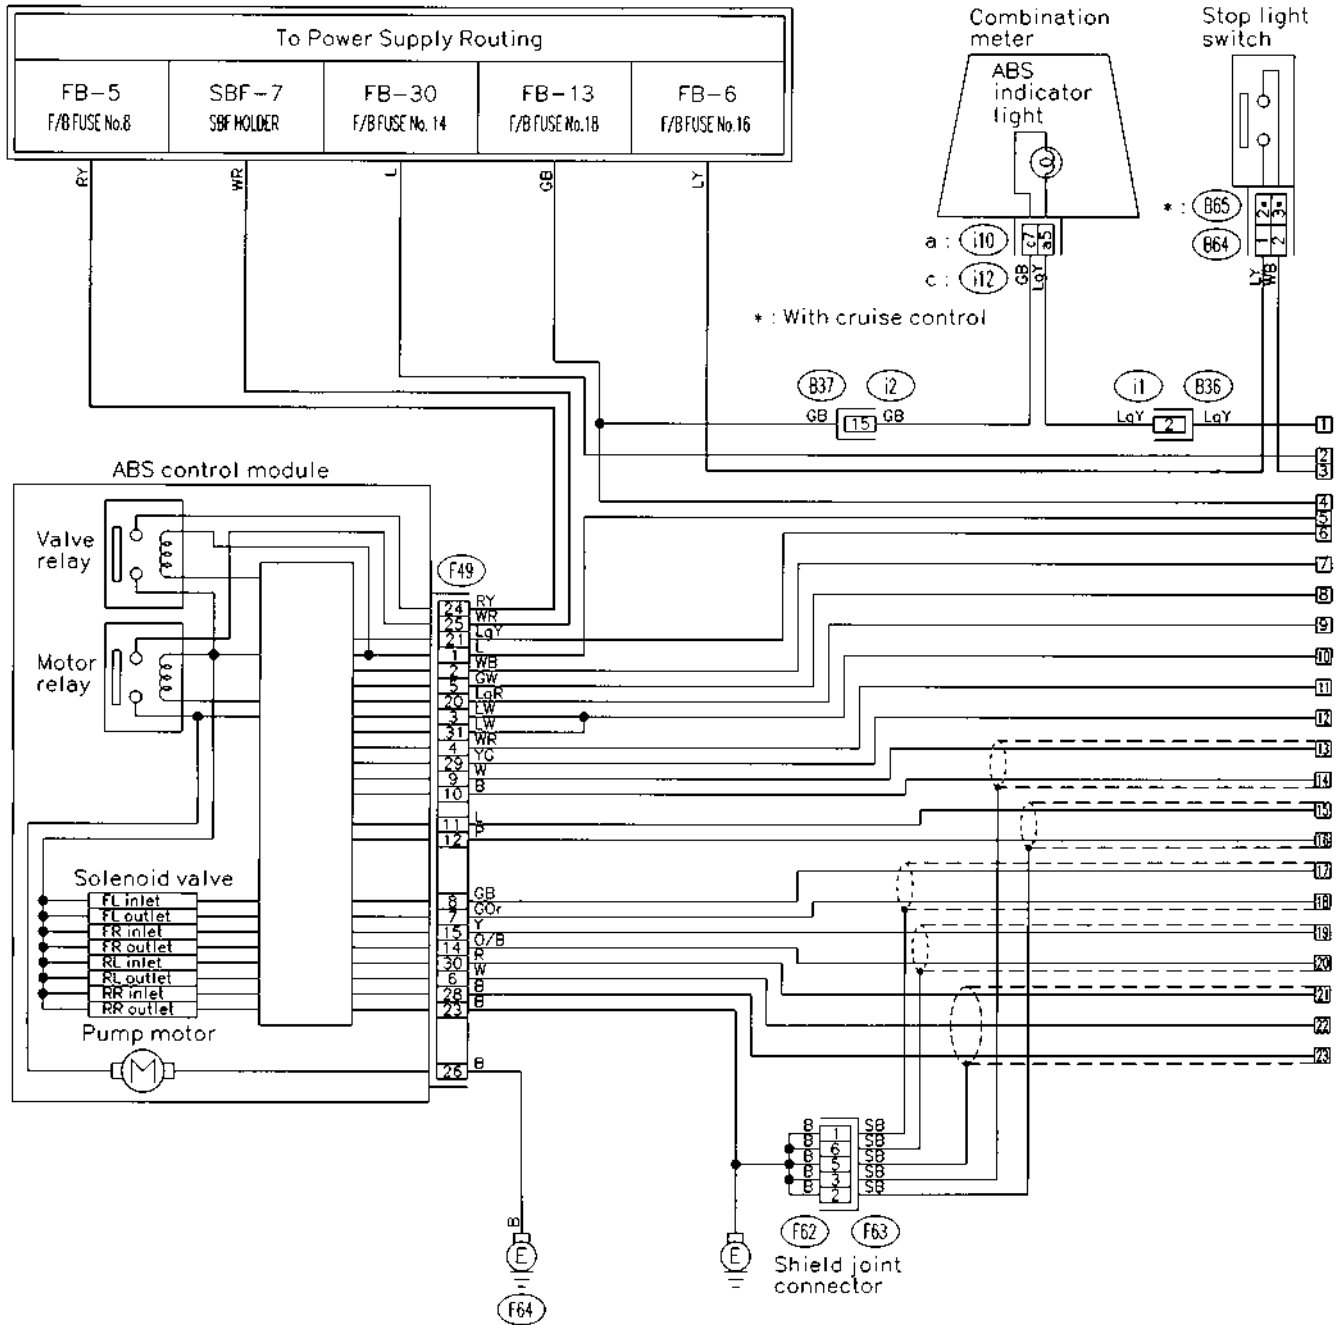 To Power Supply Routing
FB-5
F/B FUSE No.8
SBF-7
SBF HOLDER
FB-30
F/B FUSE No. 14
FB-13
F/B FUSE No.18
FB-6
F/B FUSE No.16
RY
WR
L
GB
LY
Combination
meter
ABS
indicator
light
a : i10
c : i12
c7
a5
GB
LgY
Stop light
switch
* : B65
B64
2* 3*
1 2
LY
WB
* : With cruise control
B37 i2
GB 15 GB
i1 B36
LgY 2 LgY
1
2
3
4
5
6
7
8
9
10
11
12
13
14
15
16
17
18
19
20
21
22
23
ABS control module
Valve
relay
Motor
relay
F49
24 RY
25 WR
21 LgY
1 L
2 WB
5 GW
20 LgR
3 LW
31 LW
4 WR
29 YG
9 W
10 B
11 L
12 P
8 GB
7 GOr
15 Y
14 O/B
30 R
6 W
28 B
23 B
26 B
Solenoid valve
FL inlet
FL outlet
FR inlet
FR outlet
RL inlet
RL outlet
RR inlet
RR outlet
Pump motor
M
B
E
F64
E
B 1 SB
B 6 SB
B 5 SB
B 3 SB
B 2 SB
F62 F63
Shield joint
connector